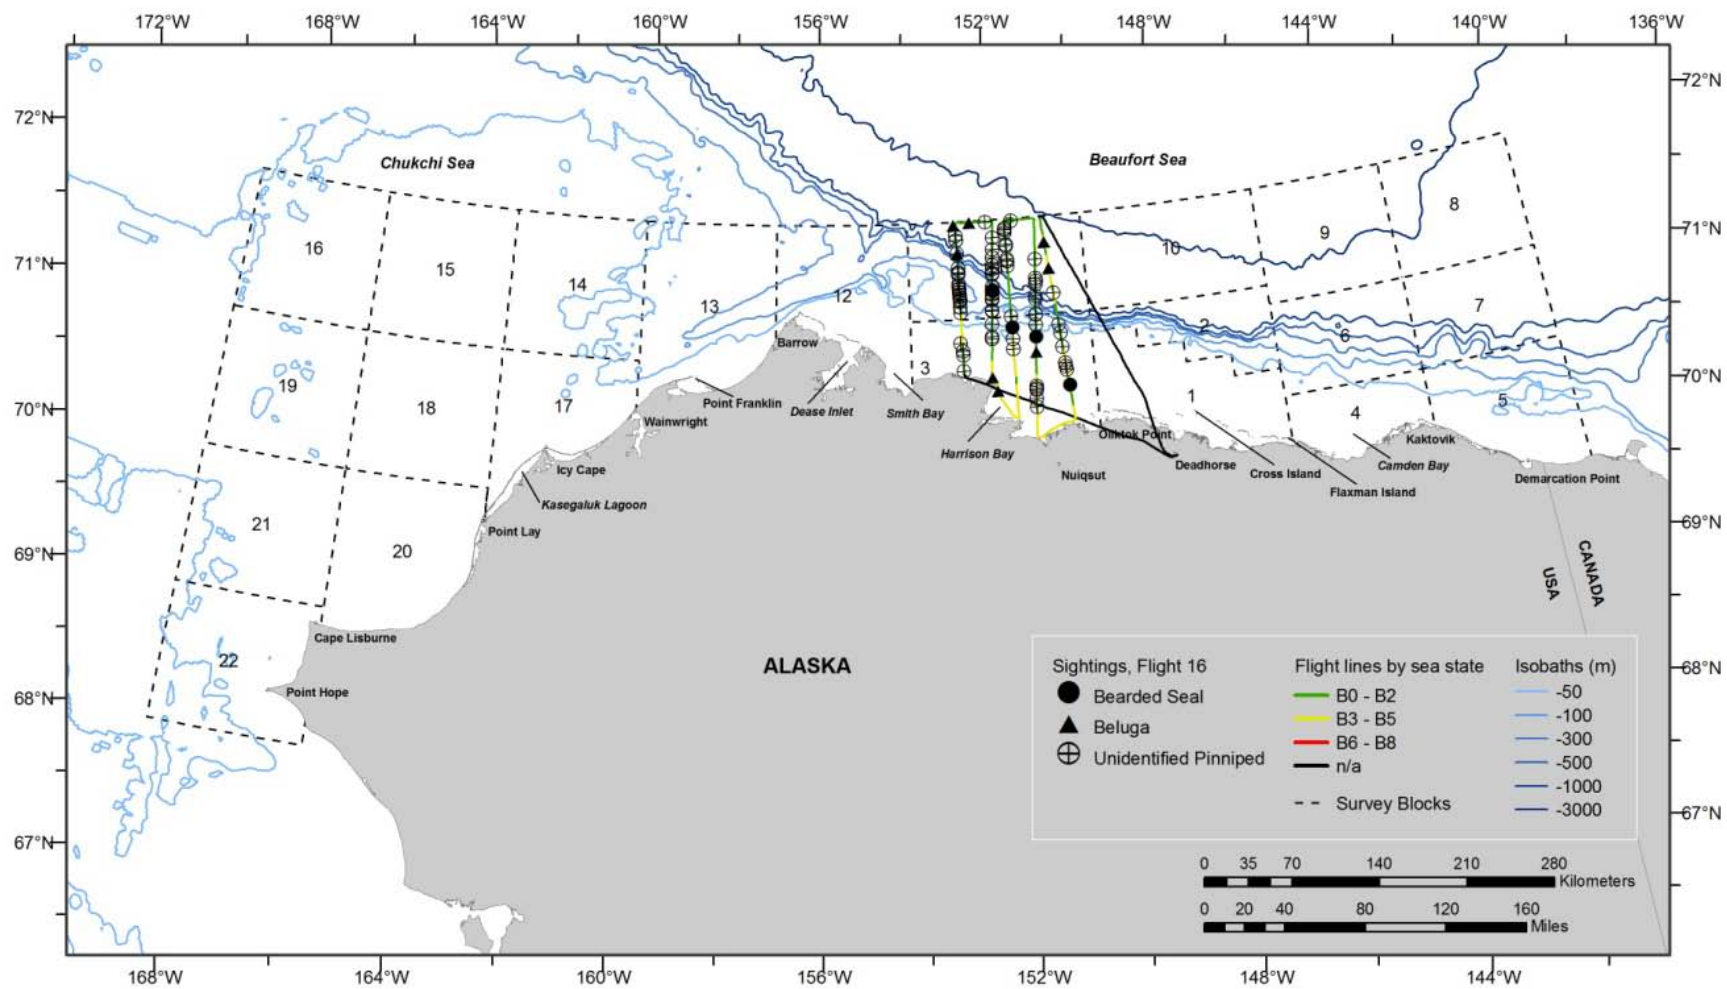 172°W 168°W 164°W 160°W 156°W 152°W 148°W 144°W 140°W 136°W
72°N 72°N
Chukchi Sea Beaufort Sea
8
9
16 10
71°N 71°N
15
14
13 12 7
2 6
3
Barrow
70°N 70°N
19 18 17
Point Franklin Dease Inlet Smith Bay
1 4 5
Wainwright
Harrison Bay
Oliktok Point
Kaktovik
Icy Cape
Deadhorse
Camden Bay
Nuiqsut
Cross Island
Demarcation Point
Kasegaluk Lagoon
Flaxman Island
21
Point Lay
69°N 69°N
20
USA CANADA
Cape Lisburne
22
68°N 68°N
Point Hope
ALASKA
Sightings, Flight 16
Bearded Seal
Beluga
Unidentified Pinniped
Flight lines by sea state
B0 - B2
B3 - B5
B6 - B8
n/a
Survey Blocks
Isobaths (m)
-50
-100
-300
-500
-1000
-3000
67°N 67°N
0 35 70 140 210 280
Kilometers
0 20 40 80 120 160
Miles
168°W 164°W 160°W 156°W 152°W 148°W 144°W